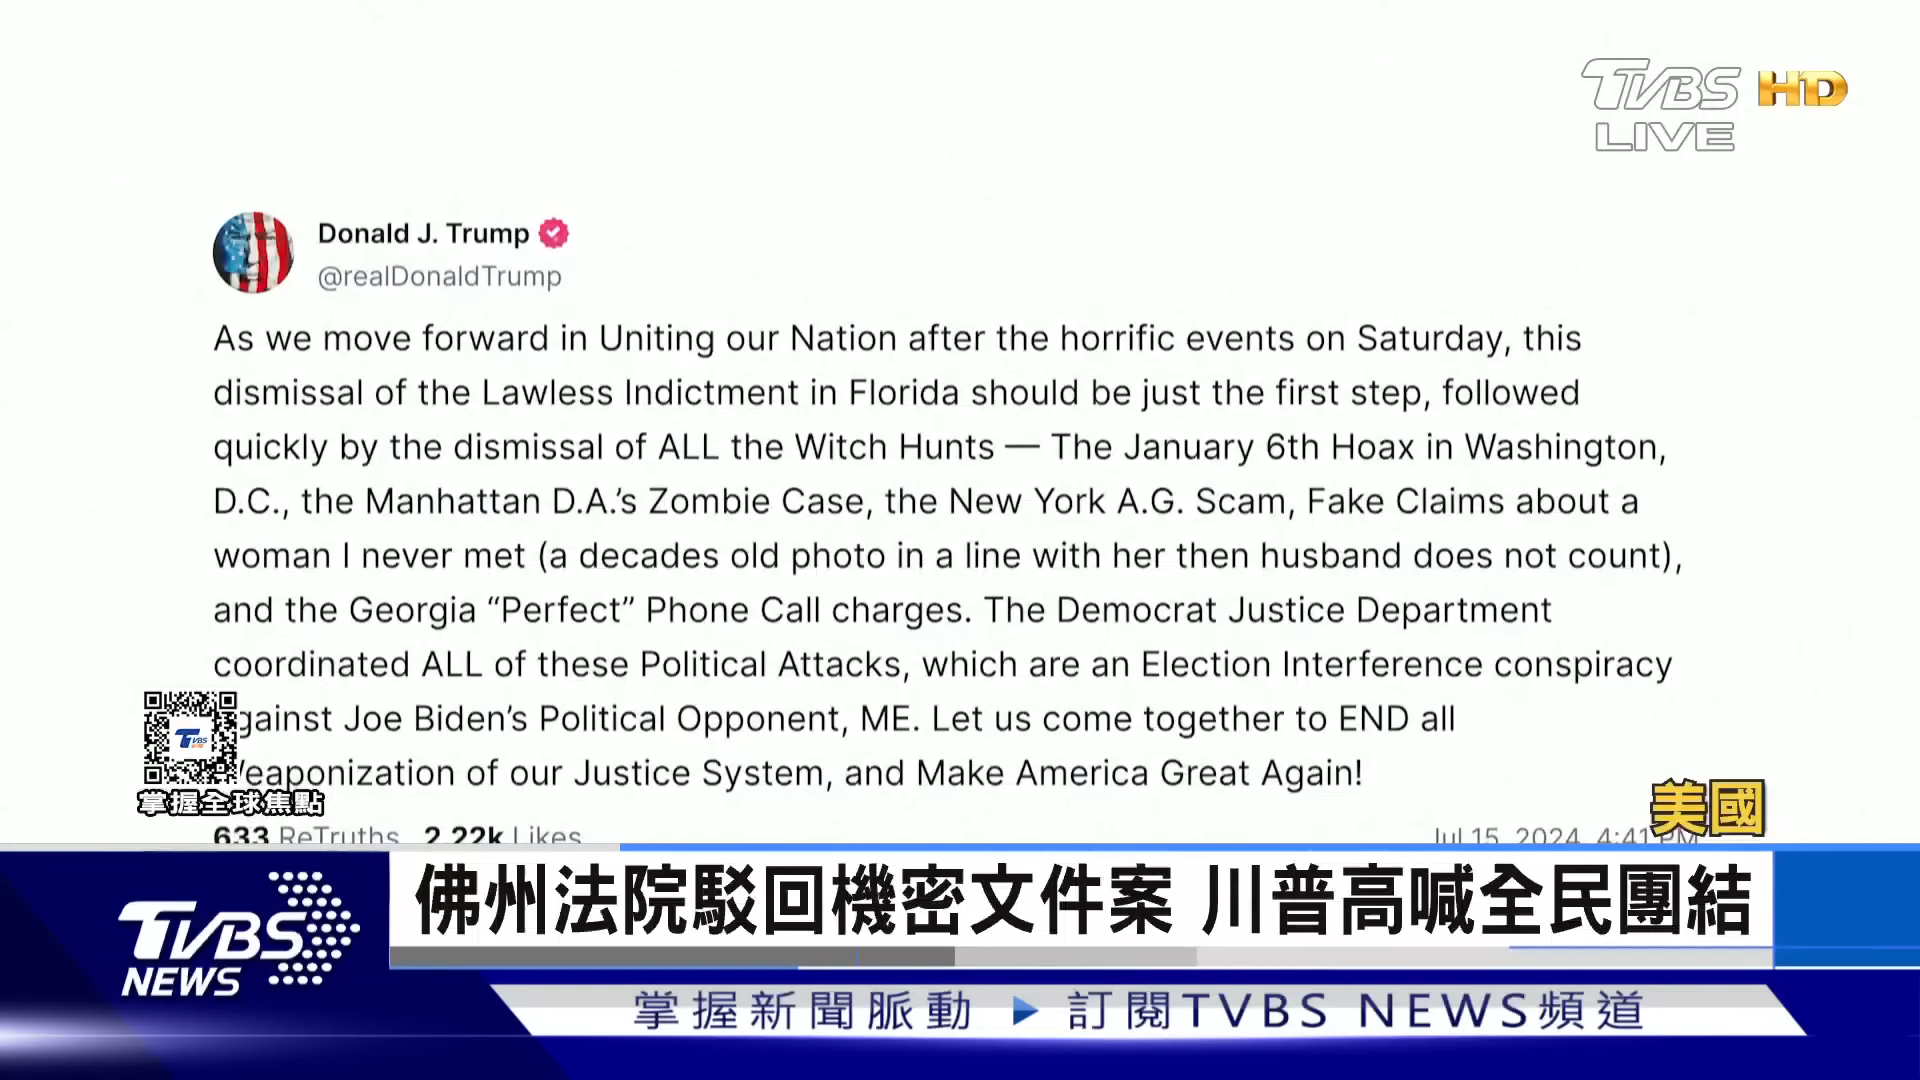 TVBS HD
LIVE
Donald J. Trump
@realDonaldTrump
As we move forward in Uniting our Nation after the horrific events on Saturday, this
dismissal of the Lawless Indictment in Florida should be just the first step, followed
quickly by the dismissal of ALL the Witch Hunts — The January 6th Hoax in Washington,
D.C., the Manhattan D.A.’s Zombie Case, the New York A.G. Scam, Fake Claims about a
woman I never met (a decades old photo in a line with her then husband does not count),
and the Georgia “Perfect” Phone Call charges. The Democrat Justice Department
coordinated ALL of these Political Attacks, which are an Election Interference conspiracy
gainst Joe Biden’s Political Opponent, ME. Let us come together to END all
Weaponization of our Justice System, and Make America Great Again!
TVBS
掌握全球焦點
633 ReTruths 2.22k Likes
Jul 15, 2024, 4:41 PM
美國
佛州法院駁回機密文件案 川普高喊全民團結
TVBS
NEWS
掌握新聞脈動 ▶ 訂閱TVBS NEWS頻道